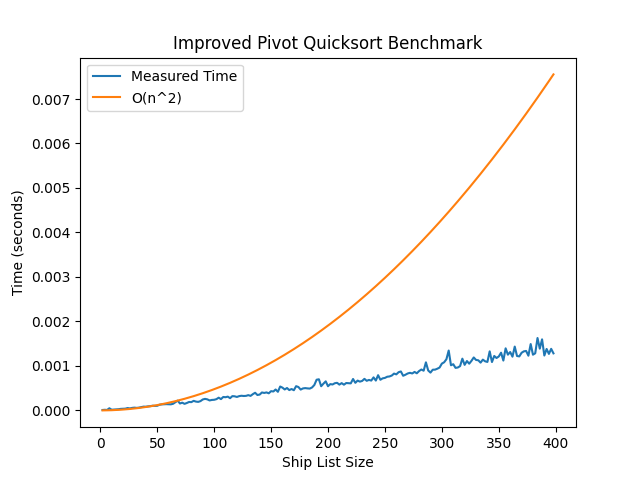 Improved Pivot Quicksort Benchmark
Measured Time
O(n^2)
0.007
0.006
0.005
0.004
0.003
0.002
0.001
0.000
Time (seconds)
0 50 100 150 200 250 300 350 400
Ship List Size